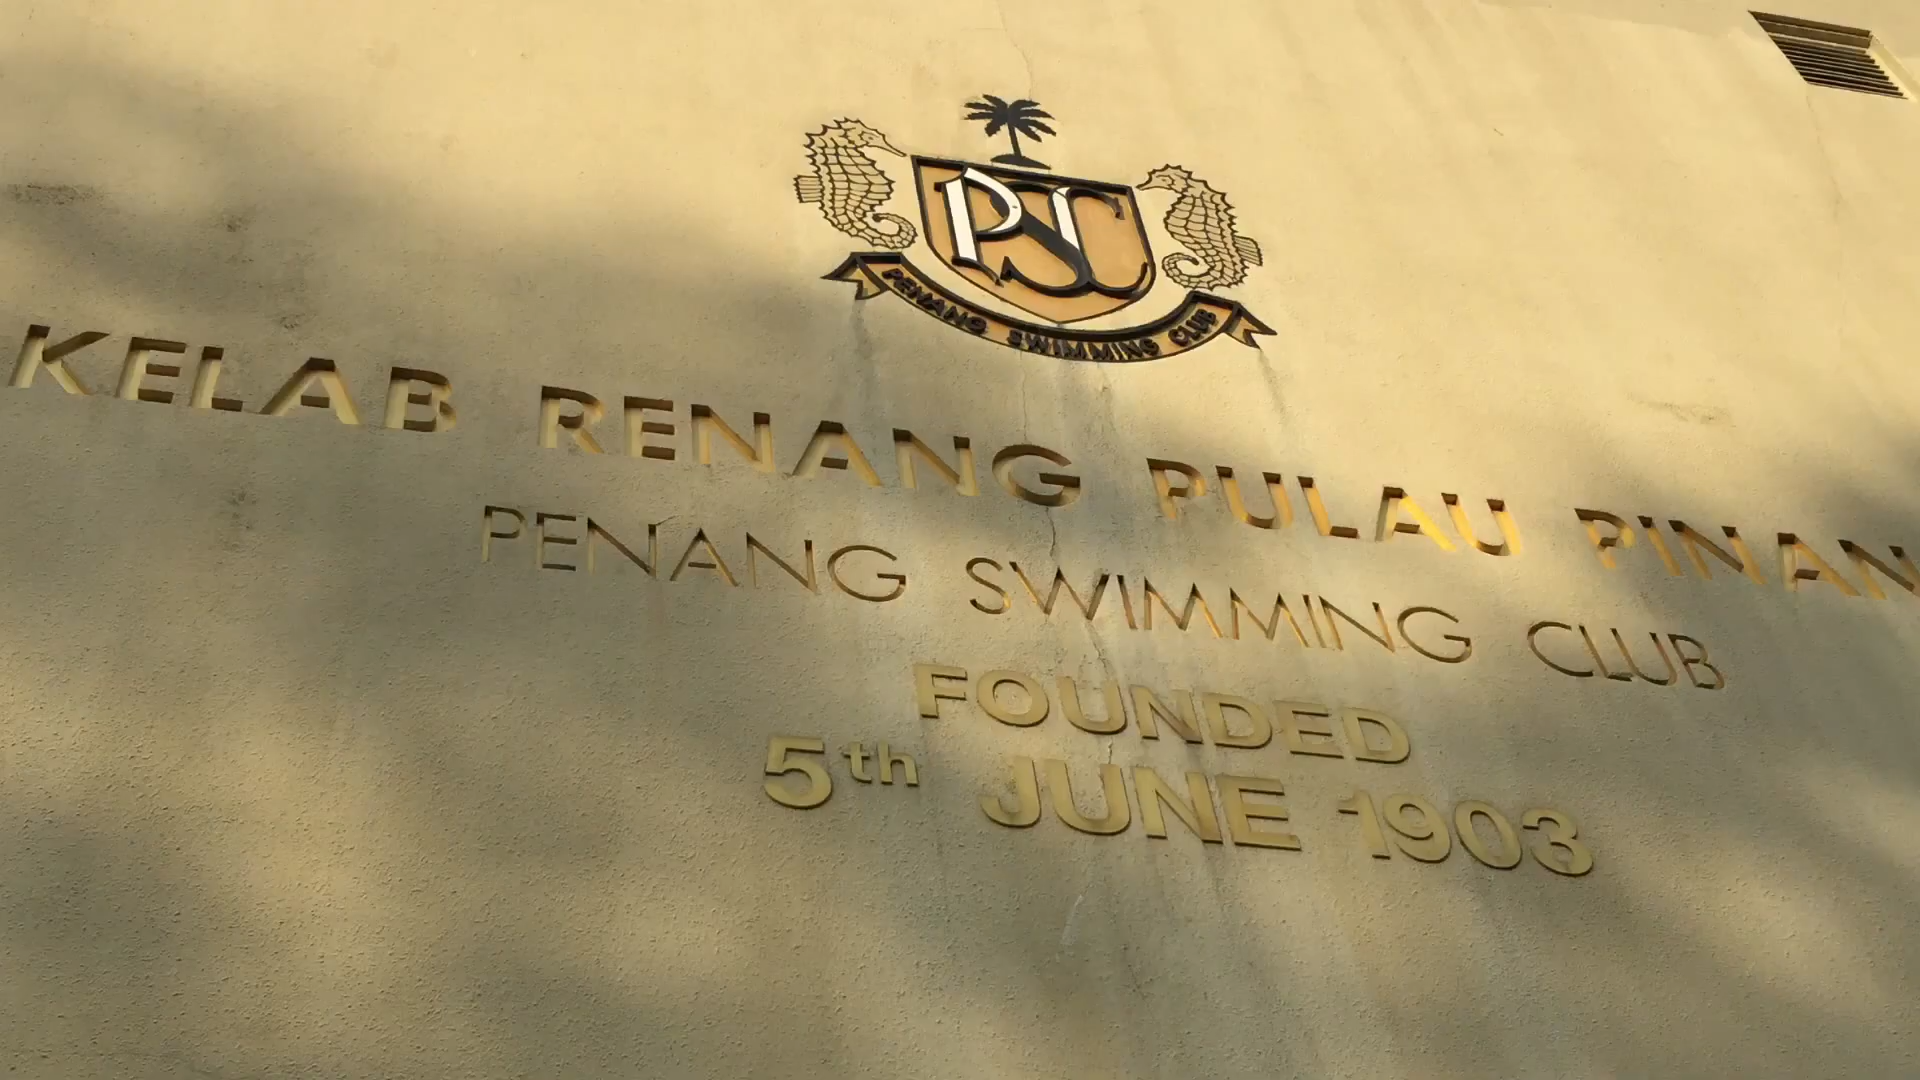 PSC
PENANG SWIMMING CLUB
KELAB RENANG PULAU PINAN
PENANG SWIMMING CLUB
FOUNDED
5th JUNE 1903